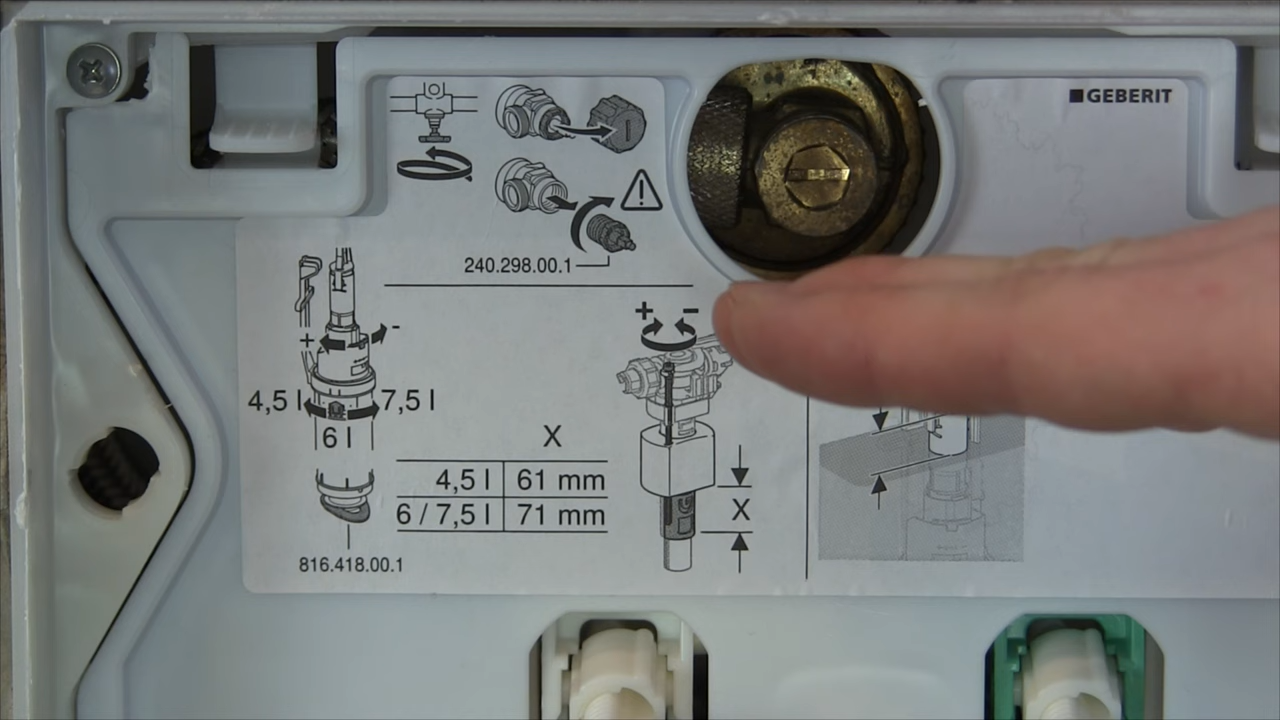 GEBERIT
240.298.00.1
+ -
+ -
4,5 l 7,5 l
6 l
X
4,5 l 61 mm
6 / 7,5 l 71 mm
X
816.418.00.1